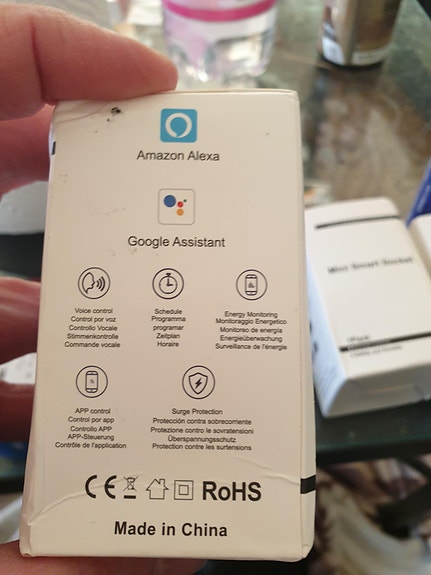 Amazon Alexa
Google Assistant
Voice control
Control por voz
Controllo Vocale
Stimmenkontrolle
Commande vocale
Schedule
Programma
programar
Zeitplan
Horaire
Energy Monitoring
Monitoraggio Energetico
Monitoreo de energia
Energieüberwachung
Surveillance de l'énergie
APP control
Control por app
Controllo APP
APP-Steuerung
Contrôle de l'application
Surge Protection
Protección contra sobrecorente
Protezione contro le sovratensioni
Überspannungsschutz
Protection contre les surtensions
CE RoHS
Made in China
Mini Smart Socket
1Pack